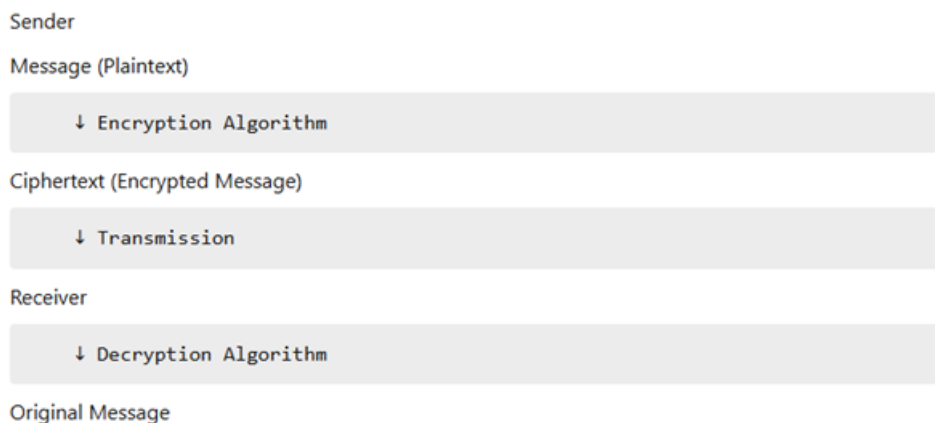 Sender
Message (Plaintext)
↓ Encryption Algorithm
Ciphertext (Encrypted Message)
↓ Transmission
Receiver
↓ Decryption Algorithm
Original Message